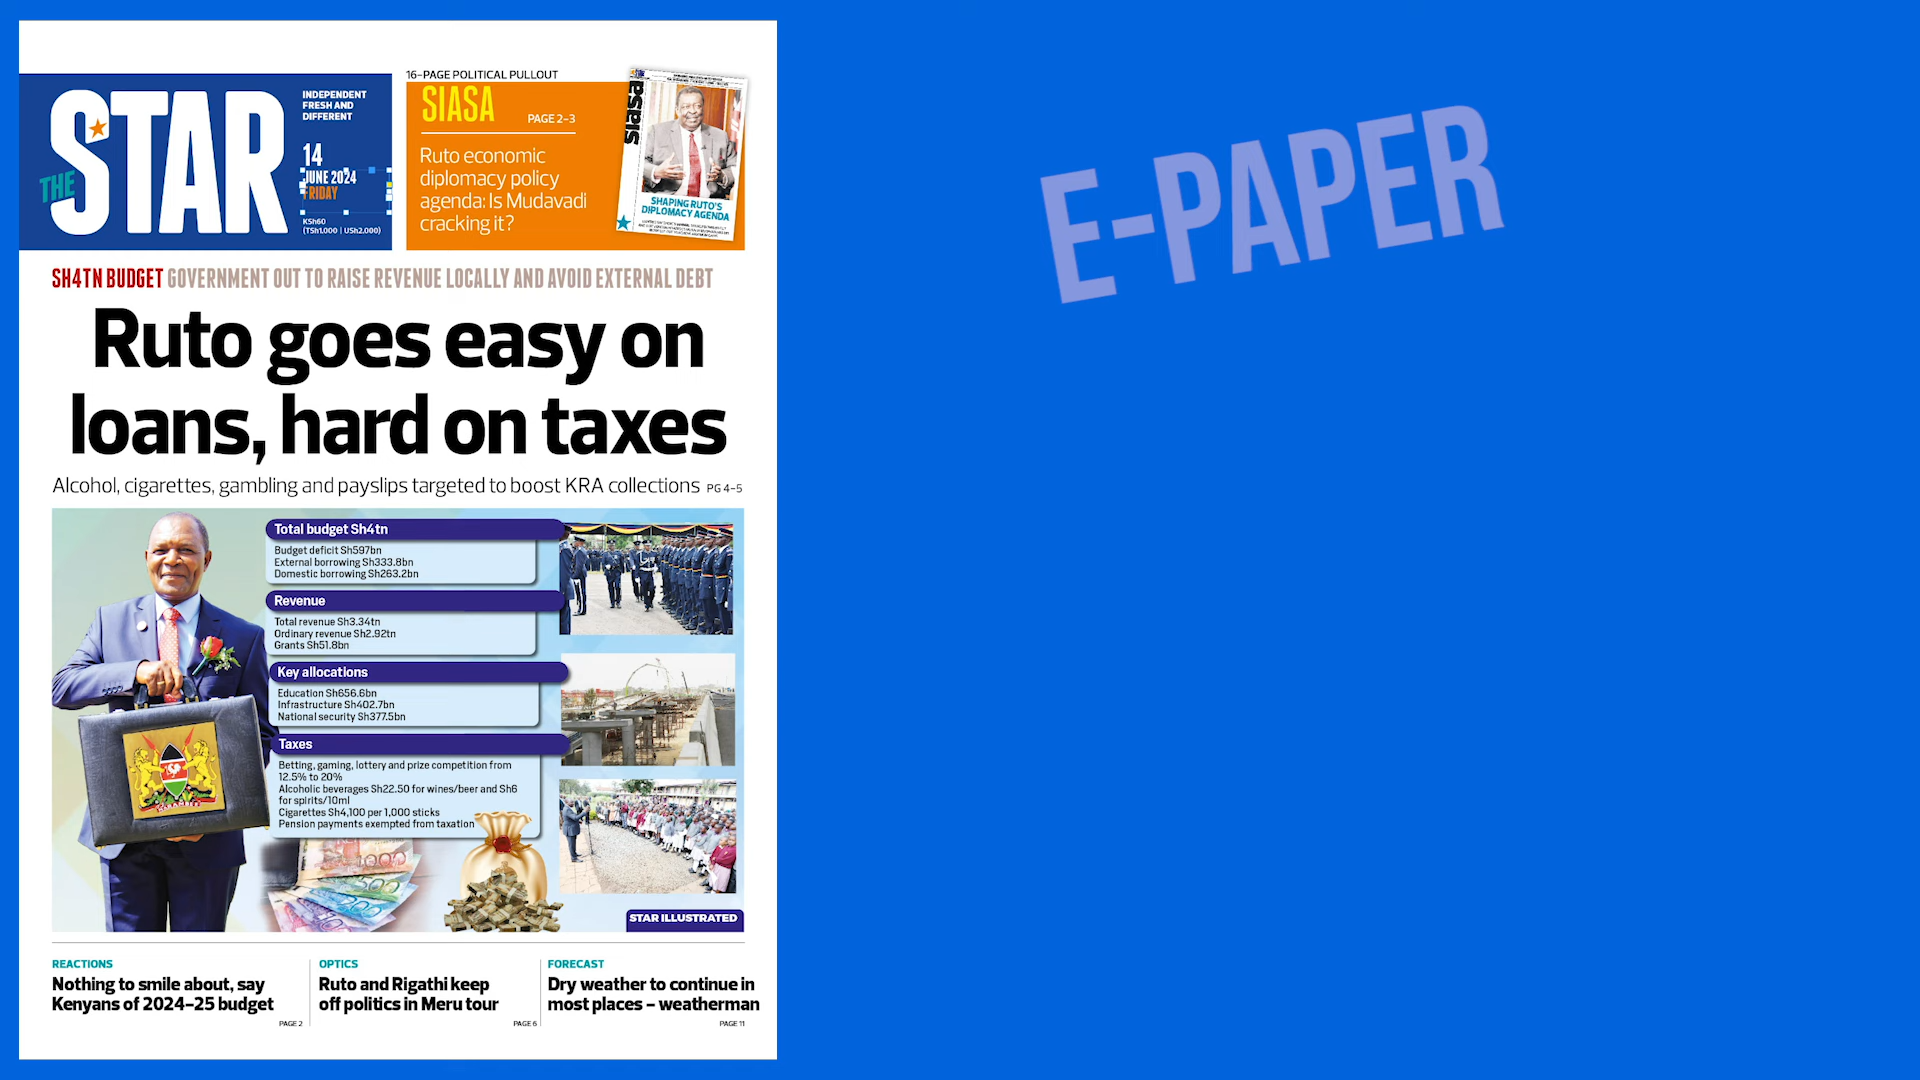 THE STAR
INDEPENDENT
FRESH AND
DIFFERENT
14
JUNE 2024
FRIDAY
KSh60
(TSh1,000 | USh2,000)
16-PAGE POLITICAL PULLOUT
SIASA
PAGE 2-3
Ruto economic
diplomacy policy
agenda: Is Mudavadi
cracking it?
siasa
SHAPING RUTO'S
DIPLOMACY AGENDA
E-PAPER
SH4TN BUDGET GOVERNMENT OUT TO RAISE REVENUE LOCALLY AND AVOID EXTERNAL DEBT
Ruto goes easy on
loans, hard on taxes
Alcohol, cigarettes, gambling and payslips targeted to boost KRA collections PG 4-5
Total budget Sh4tn
Budget deficit Sh597bn
External borrowing Sh333.8bn
Domestic borrowing Sh263.2bn
Revenue
Total revenue Sh3.34tn
Ordinary revenue Sh2.92tn
Grants Sh51.8bn
Key allocations
Education Sh656.6bn
Infrastructure Sh402.7bn
National security Sh377.5bn
Taxes
Betting, gaming, lottery and prize competition from
12.5% to 20%
Alcoholic beverages Sh22.50 for wines/beer and Sh6
for spirits/10ml
Cigarettes Sh4,100 per 1,000 sticks
Pension payments exempted from taxation
1000
500
200
STAR ILLUSTRATED
REACTIONS
Nothing to smile about, say
Kenyans of 2024-25 budget
PAGE 2
OPTICS
Ruto and Rigathi keep
off politics in Meru tour
PAGE 6
FORECAST
Dry weather to continue in
most places – weatherman
PAGE 11